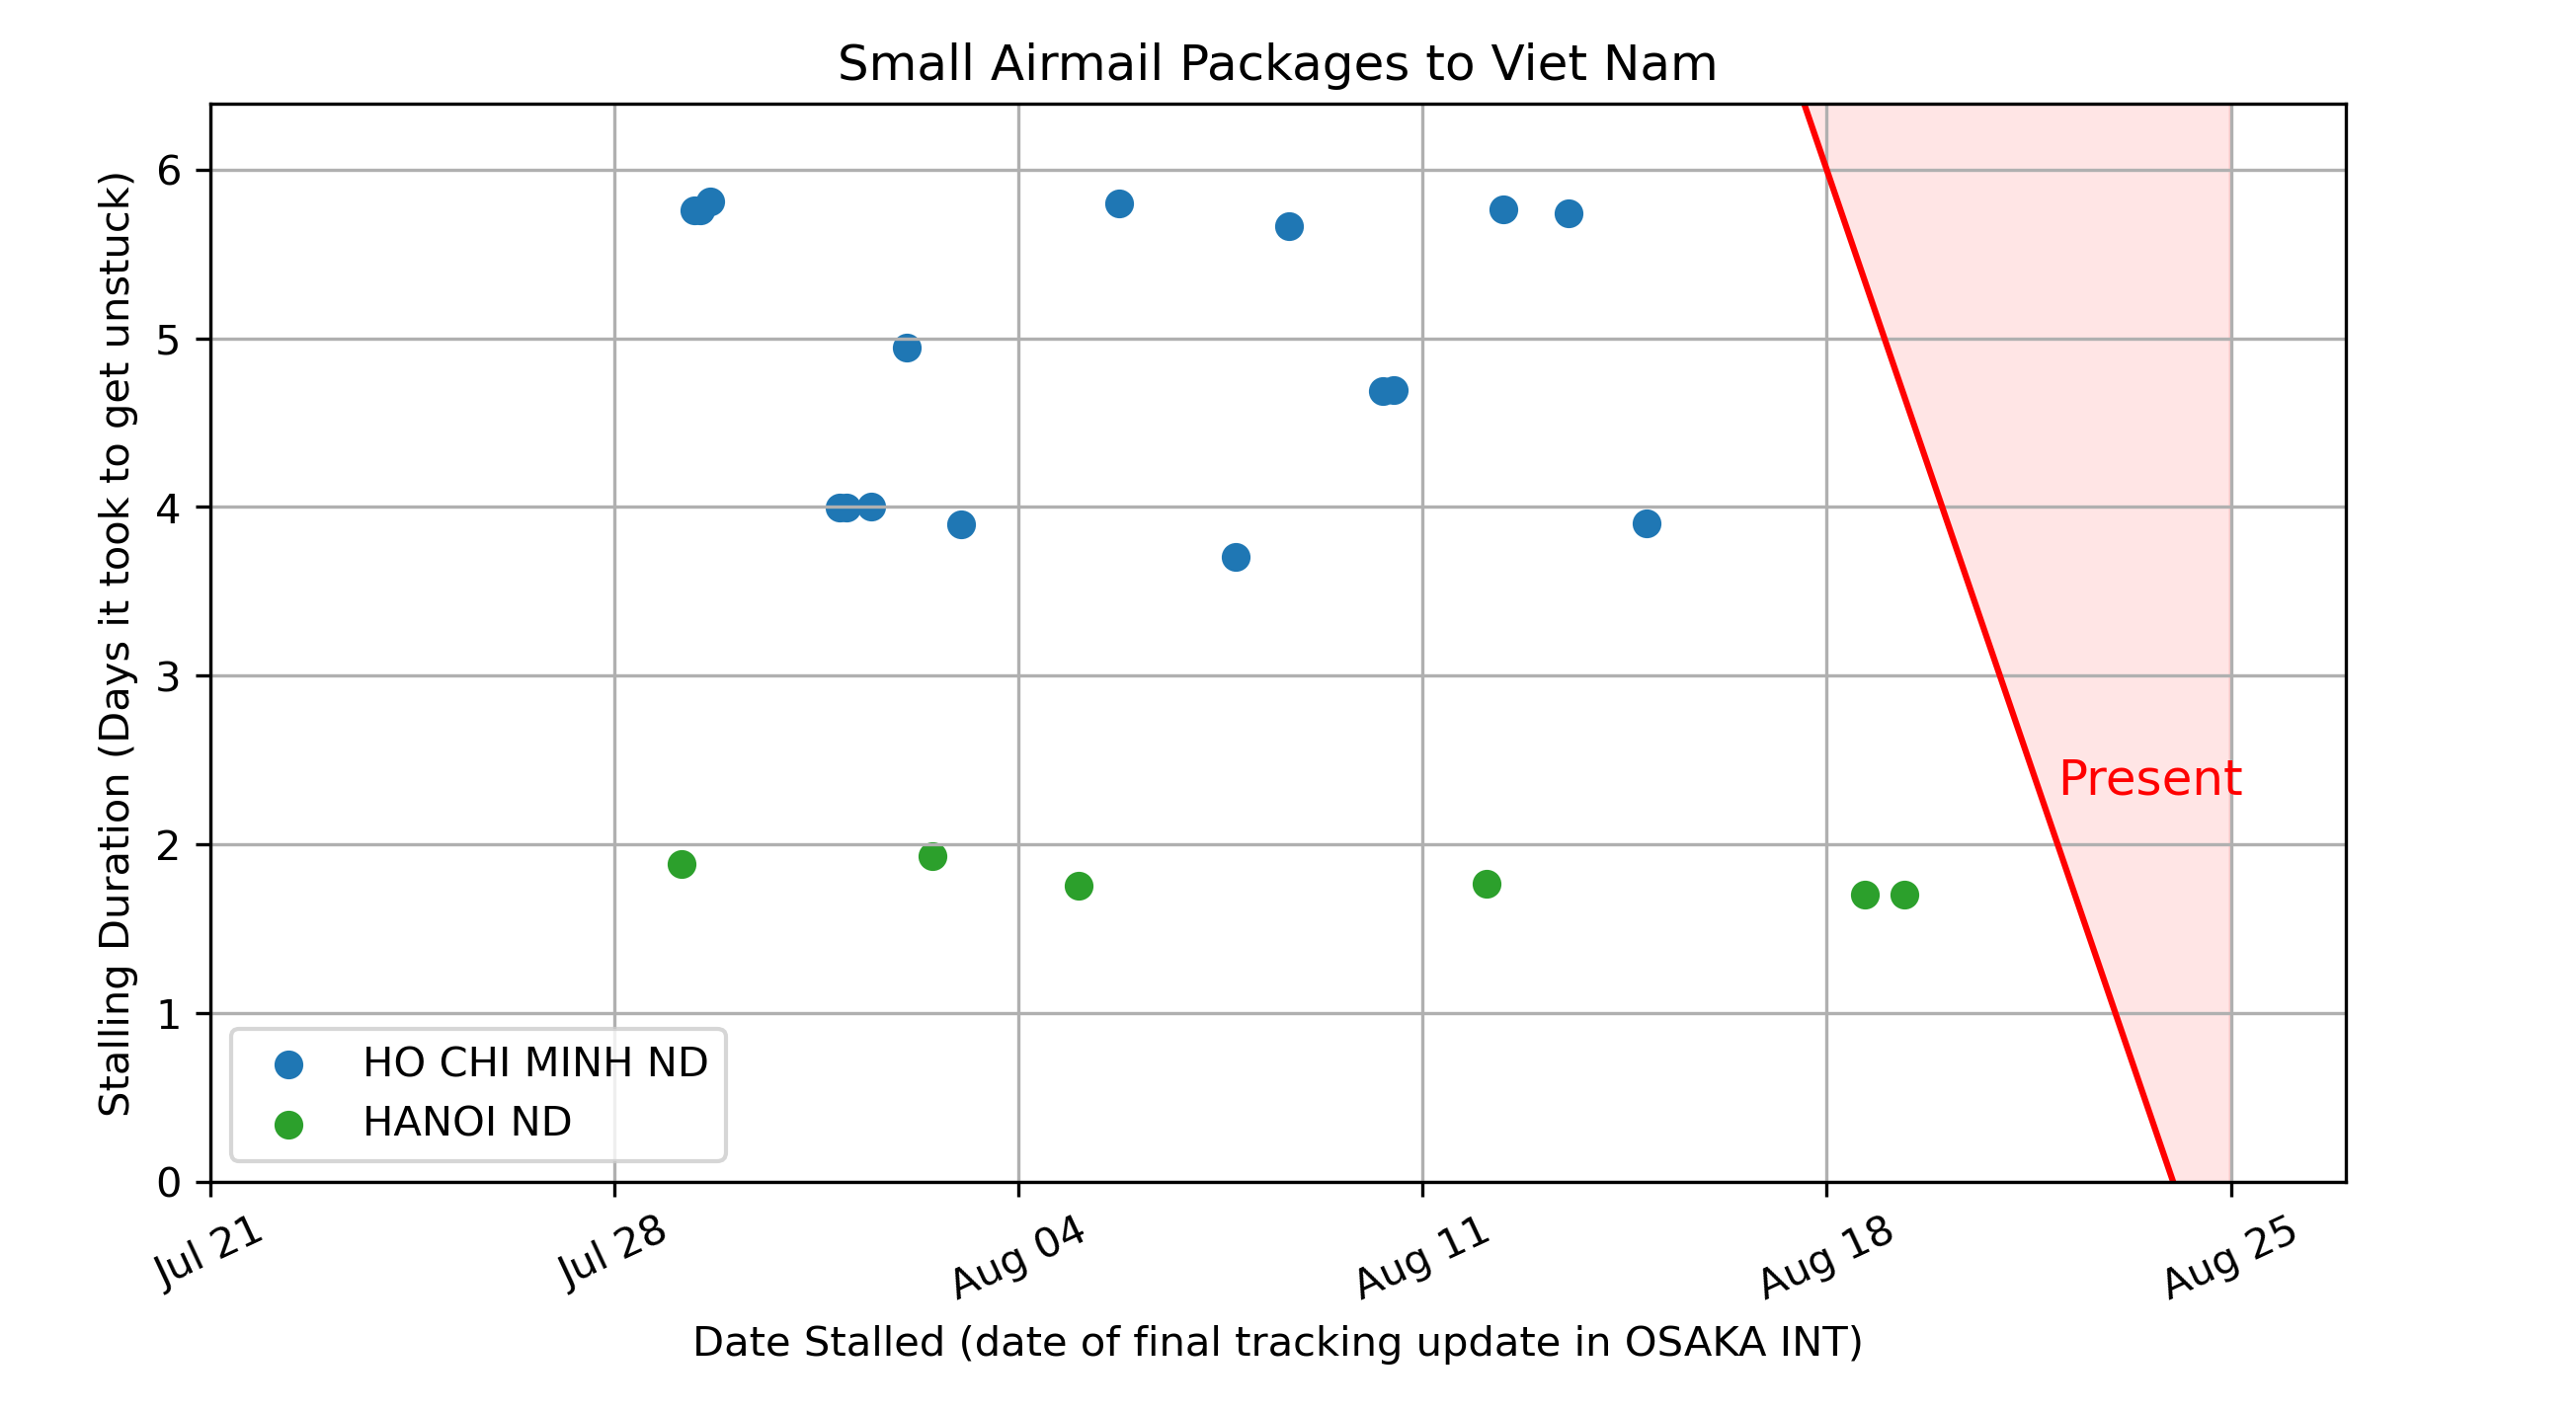 Small Airmail Packages to Viet Nam
Stalling Duration (Days it took to get unstuck)
6
5
4
3
2
1
0
Present
HO CHI MINH ND
HANOI ND
Jul 21
Jul 28
Aug 04
Aug 11
Aug 18
Aug 25
Date Stalled (date of final tracking update in OSAKA INT)